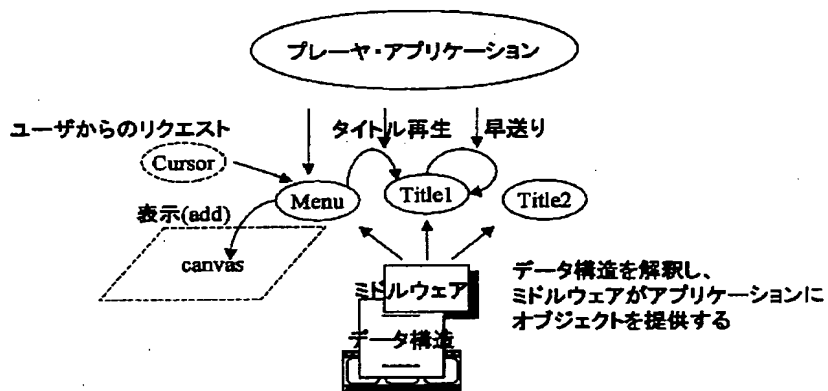 プレーヤ・アプリケーション
ユーザからのリクエスト
タイトル再生
早送り
Cursor
Menu
Title1
Title2
表示(add)
canvas
ミドルウェア
データ構造
データ構造を解釈し、
ミドルウェアがアプリケーションに
オブジェクトを提供する